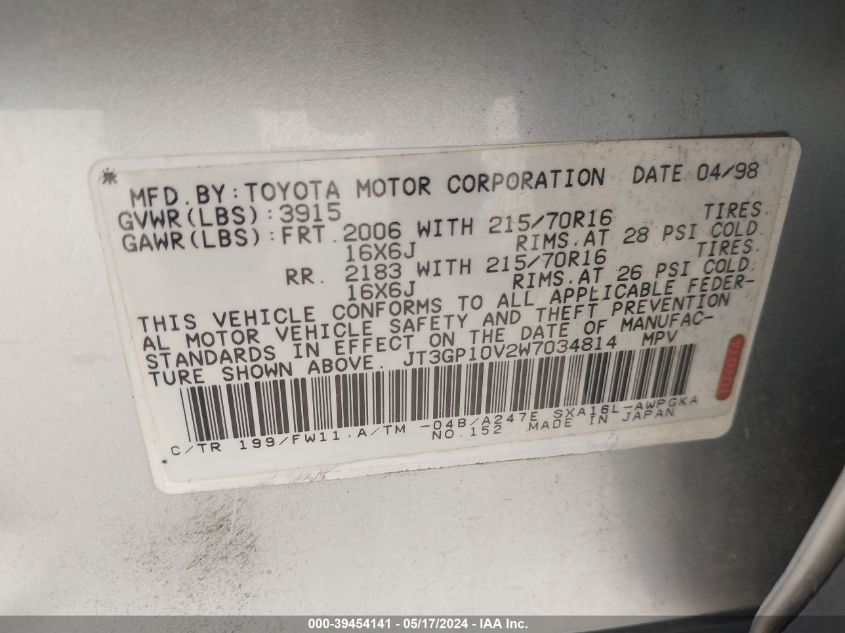 MFD.BY:TOYOTA MOTOR CORPORATION DATE 04/98
GVWR(LBS):3915
GAWR(LBS):FRT.2006 WITH 215/70R16 TIRES.
16X6J RIMS.AT 28 PSI COLD.
RR. 2183 WITH 215/70R16 TIRES.
16X6J RIMS.AT 26 PSI COLD.
THIS VEHICLE CONFORMS TO ALL APPLICABLE FEDER-
AL MOTOR VEHICLE SAFETY AND THEFT PREVENTION
STANDARDS IN EFFECT ON THE DATE OF MANUFAC-
TURE SHOWN ABOVE. JT3GP10V2W7034814 MPV
TOYOTA
C/TR 199/FW11.A/TM -04B/A247E SXA16L-AWPGKA
NO.152 MADE IN JAPAN
000-39454141 - 05/17/2024 - IAA Inc.